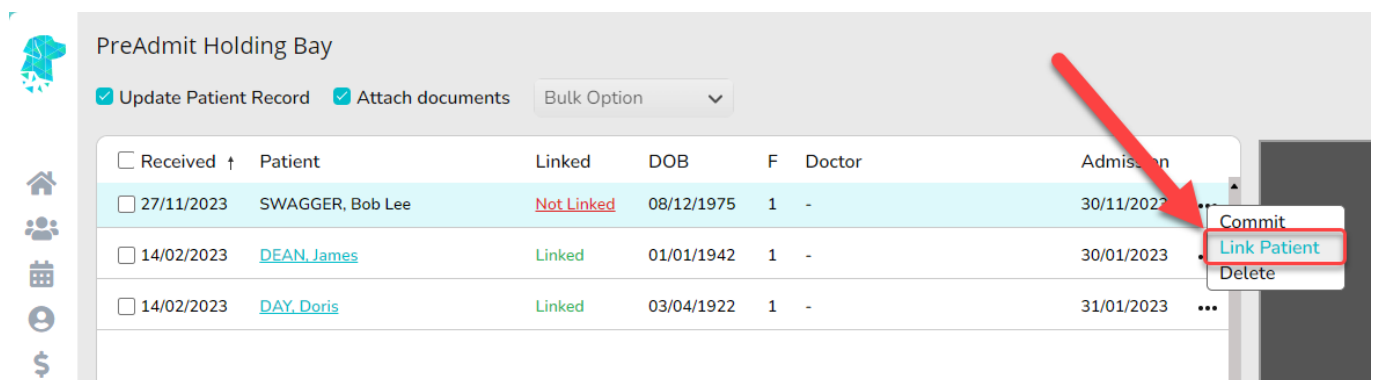 PreAdmit Holding Bay
Update Patient Record Attach documents Bulk Option
Received ↑ Patient Linked DOB F Doctor Admission
27/11/2023 SWAGGER, Bob Lee Not Linked 08/12/1975 1 - 30/11/2023 •••
Commit
Link Patient
14/02/2023 DEAN, James Linked 01/01/1942 1 - 30/01/2023
Delete
14/02/2023 DAY, Doris Linked 03/04/1922 1 - 31/01/2023 •••